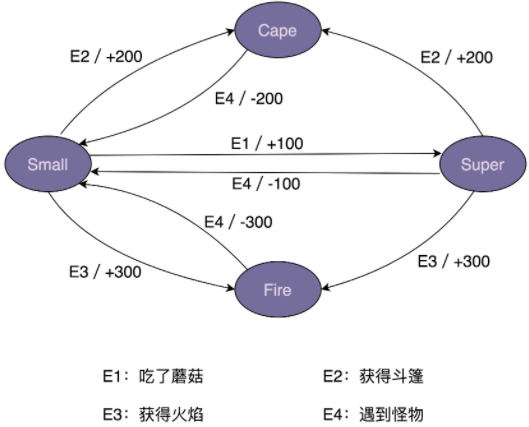 Cape
E2 / +200
E2 / +200
E4 / -200
E1 / +100
Small
Super
E4 / -100
E4 / -300
E3 / +300
E3 / +300
Fire
E1：吃了蘑菇
E2：获得斗篷
E3：获得火焰
E4：遇到怪物